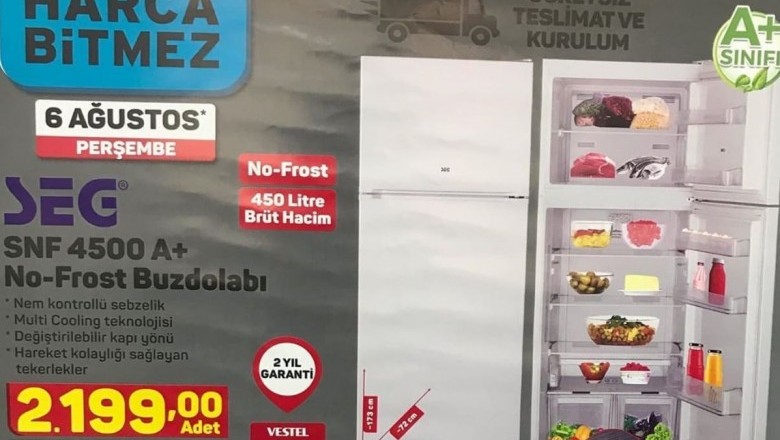 HARCA
BiTMEZ
ÜCRETSİZ
TESLİMAT VE
KURULUM
A+
SINIFI
6 AĞUSTOS*
PERŞEMBE
SEG®
SNF 4500 A+
No-Frost Buzdolabı
* Nem kontrollü sebzelik
* Multi Cooling teknolojisi
* Değiştirilebilir kapı yönü
* Hareket kolaylığı sağlayan
tekerlekler
No-Frost
450 Litre
Brüt Hacim
SEG
2 YIL
GARANTİ
VESTEL
2.199,00
Adet
~173 cm
~72 cm